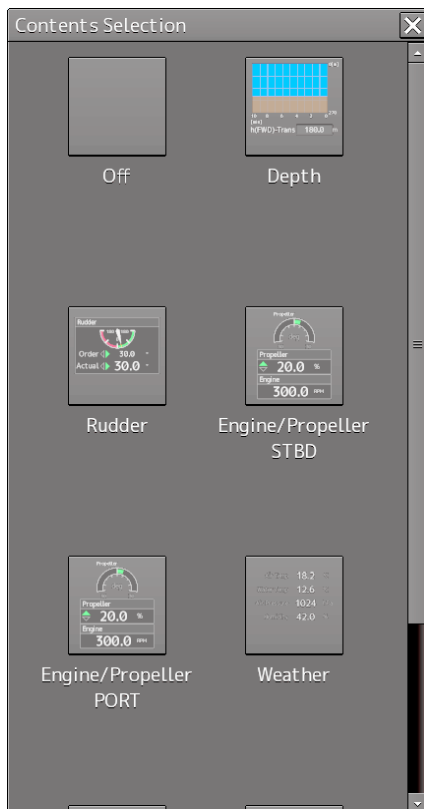 Contents Selection
Off
h(FWD)-Trans 180.0
Depth
Rudder
Order 30.0 °
Actual 30.0 °
Rudder
Propeller
Propeller
20.0 %
Engine
300.0 RPM
Engine/Propeller
STBD
Propeller
Propeller
20.0 %
Engine
300.0 RPM
Engine/Propeller
PORT
18.2
12.6
1024
42.0
Weather